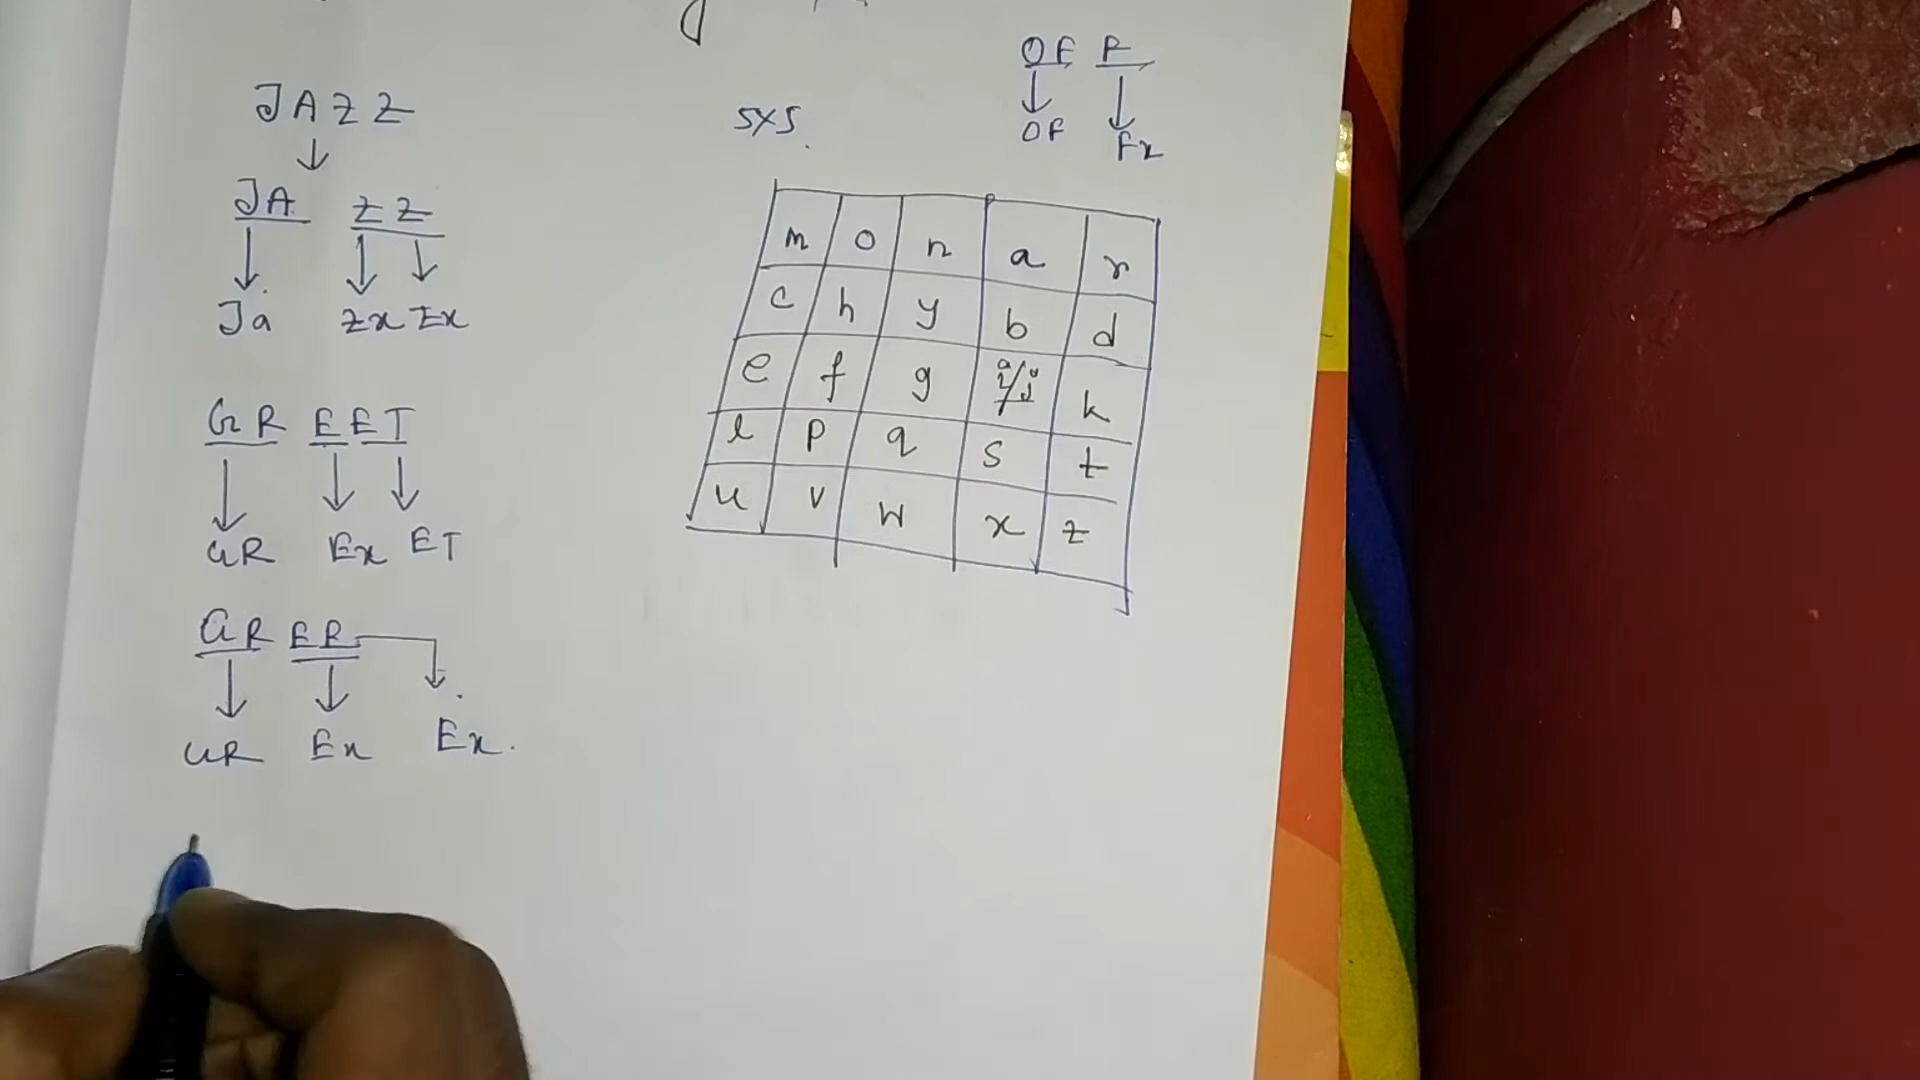 JAZZ
JA ZZ
Ja Zx Zx
GR EET
GR Ex ET
GR EE
GR Ex Ex.
5x5.
OF F
OF Fx
m o n a r
c h y b d
e f g i/j k
l p q s t
u v w x z